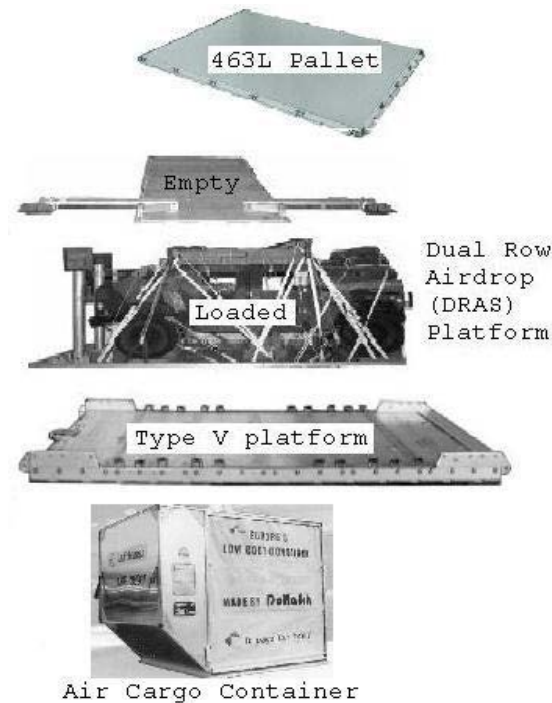 463L Pallet
Empty
Loaded
Dual Row
Airdrop
(DRAS)
Platform
Type V platform
EUROPE'S
LOW COST CONTAINER
MADE BY
Air Cargo Container